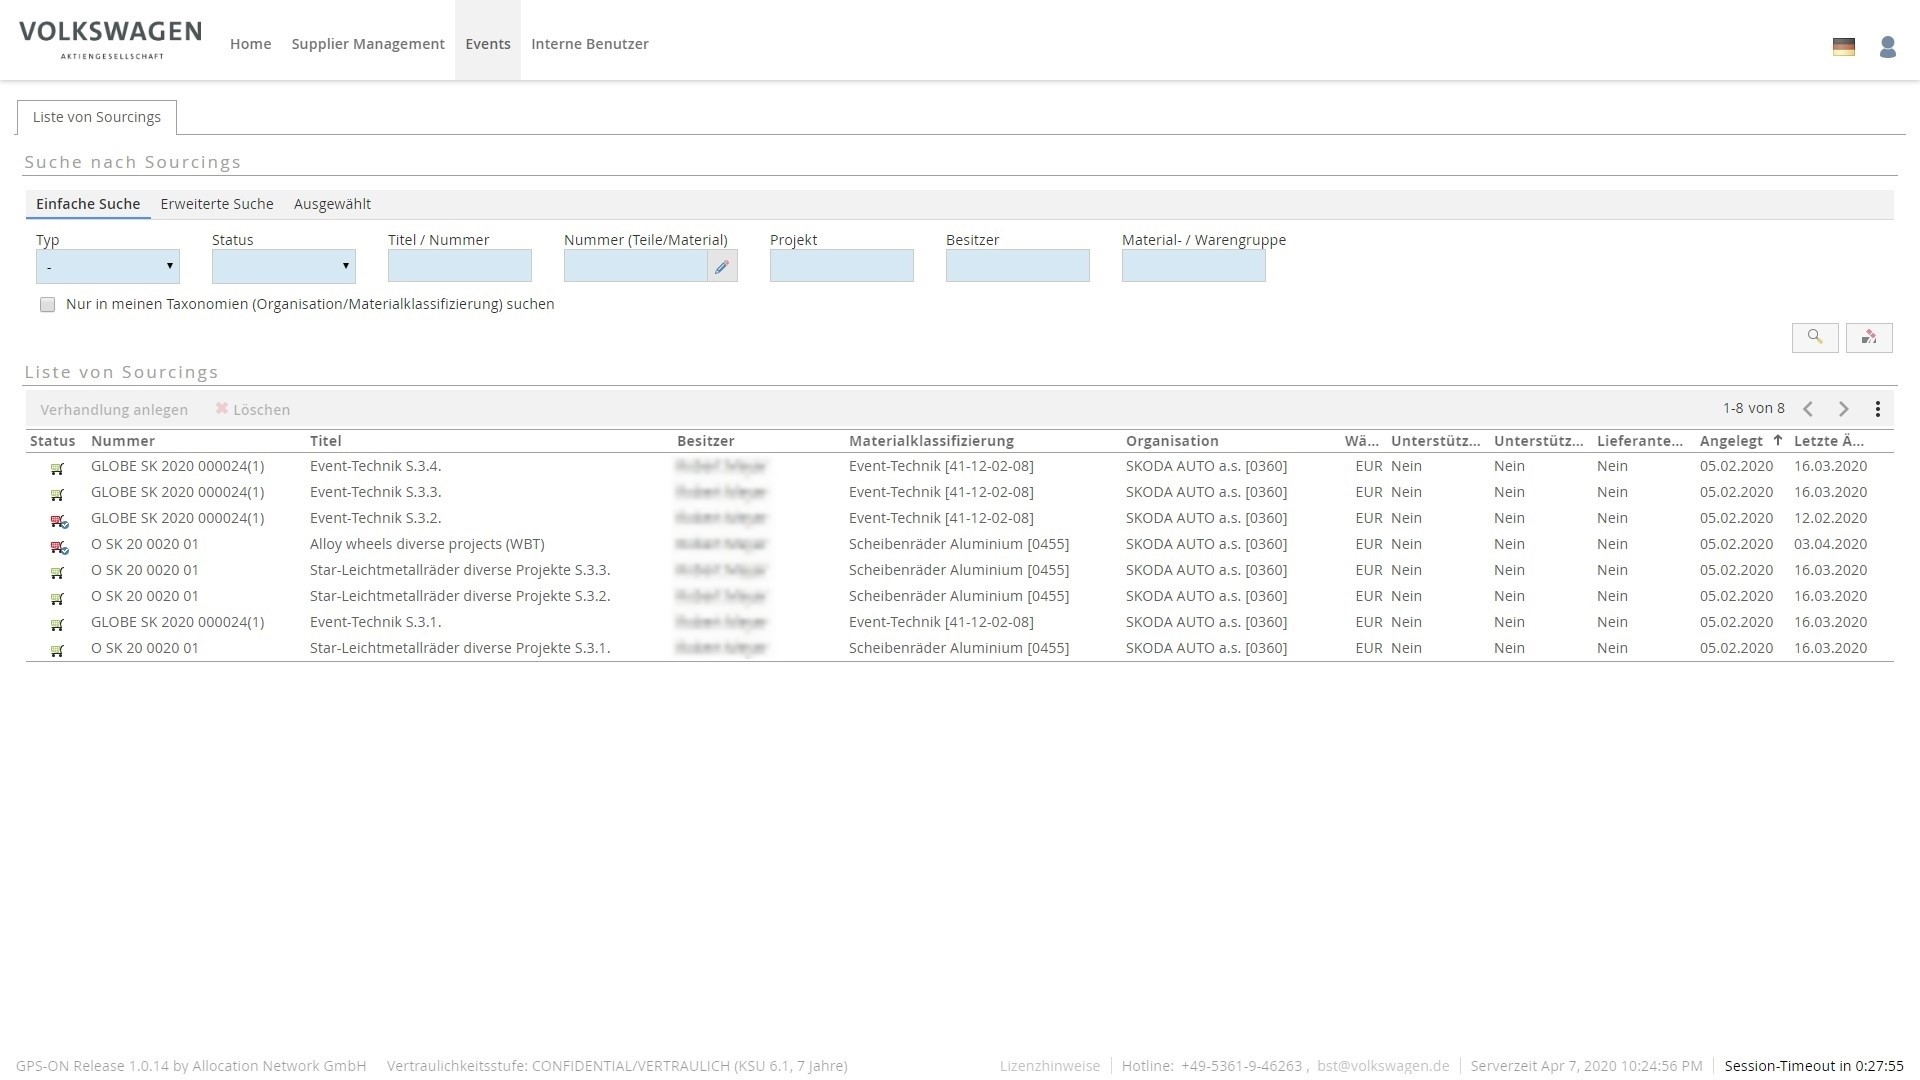 VOLKSWAGEN
AKTIENGESELLSCHAFT
Home Supplier Management Events Interne Benutzer
Liste von Sourcings
Suche nach Sourcings
Einfache Suche Erweiterte Suche Ausgewählt
Typ Status Titel / Nummer Nummer (Teile/Material) Projekt Besitzer Material- / Warengruppe
-
Nur in meinen Taxonomien (Organisation/Materialklassifizierung) suchen
Liste von Sourcings
Verhandlung anlegen Löschen 1-8 von 8
Status Nummer Titel Besitzer Materialklassifizierung Organisation Wä... Unterstütz... Unterstütz... Lieferante... Angelegt Letzte Ä...
GLOBE SK 2020 000024(1) Event-Technik S.3.4. Event-Technik [41-12-02-08] SKODA AUTO a.s. [0360] EUR Nein Nein Nein 05.02.2020 16.03.2020
GLOBE SK 2020 000024(1) Event-Technik S.3.3. Event-Technik [41-12-02-08] SKODA AUTO a.s. [0360] EUR Nein Nein Nein 05.02.2020 16.03.2020
GLOBE SK 2020 000024(1) Event-Technik S.3.2. Event-Technik [41-12-02-08] SKODA AUTO a.s. [0360] EUR Nein Nein Nein 05.02.2020 12.02.2020
O SK 20 0020 01 Alloy wheels diverse projects (WBT) Scheibenräder Aluminium [0455] SKODA AUTO a.s. [0360] EUR Nein Nein Nein 05.02.2020 03.04.2020
O SK 20 0020 01 Star-Leichtmetallräder diverse Projekte S.3.3. Scheibenräder Aluminium [0455] SKODA AUTO a.s. [0360] EUR Nein Nein Nein 05.02.2020 16.03.2020
O SK 20 0020 01 Star-Leichtmetallräder diverse Projekte S.3.2. Scheibenräder Aluminium [0455] SKODA AUTO a.s. [0360] EUR Nein Nein Nein 05.02.2020 16.03.2020
GLOBE SK 2020 000024(1) Event-Technik S.3.1. Event-Technik [41-12-02-08] SKODA AUTO a.s. [0360] EUR Nein Nein Nein 05.02.2020 16.03.2020
O SK 20 0020 01 Star-Leichtmetallräder diverse Projekte S.3.1. Scheibenräder Aluminium [0455] SKODA AUTO a.s. [0360] EUR Nein Nein Nein 05.02.2020 16.03.2020
GPS-ON Release 1.0.14 by Allocation Network GmbH Vertraulichkeitsstufe: CONFIDENTIAL/VERTRAULICH (KSU 6.1, 7 Jahre) Lizenzhinweise Hotline: +49-5361-9-46263 , bst@volkswagen.de Serverzeit Apr 7, 2020 10:24:56 PM Session-Timeout in 0:27:55